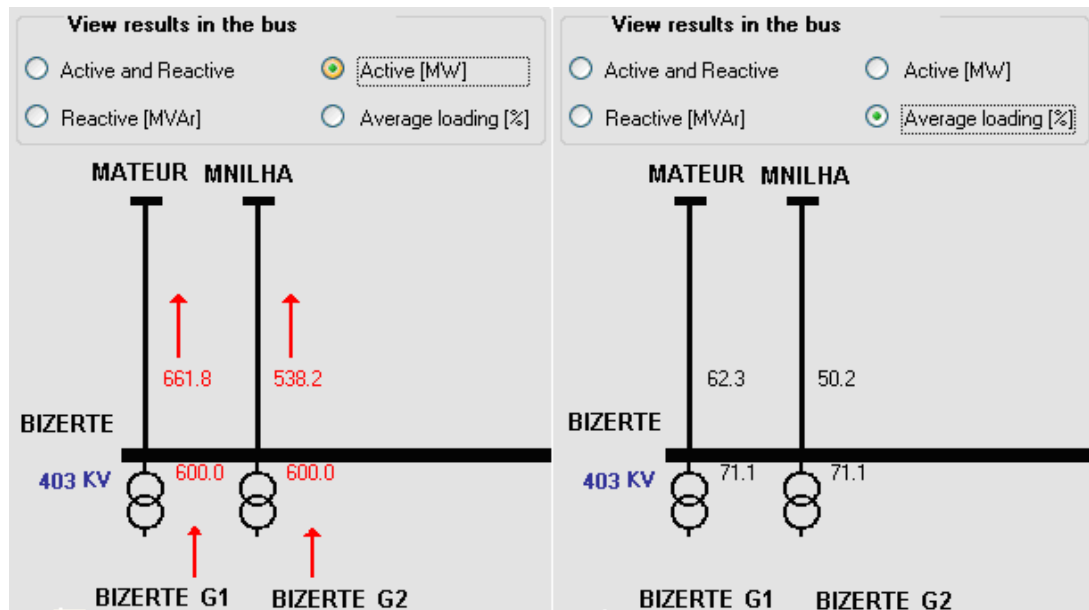 View results in the bus
Active and Reactive
Active [MW]
Reactive [MVAr]
Average loading [%]
MATEUR MNILHA
661.8 538.2
BIZERTE
403 KV
600.0 600.0
BIZERTE G1 BIZERTE G2
View results in the bus
Active and Reactive
Active [MW]
Reactive [MVAr]
Average loading [%]
MATEUR MNILHA
62.3 50.2
BIZERTE
403 KV
71.1 71.1
BIZERTE G1 BIZERTE G2